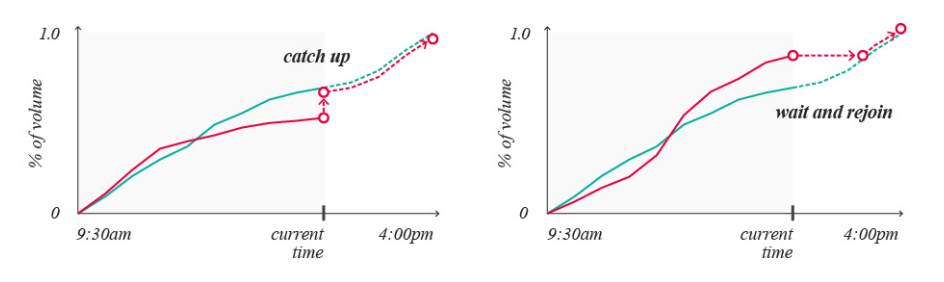 1.0
catch up
% of volume
0
9:30am
current
time
4:00pm
1.0
wait and rejoin
% of volume
0
9:30am
current
time
4:00pm